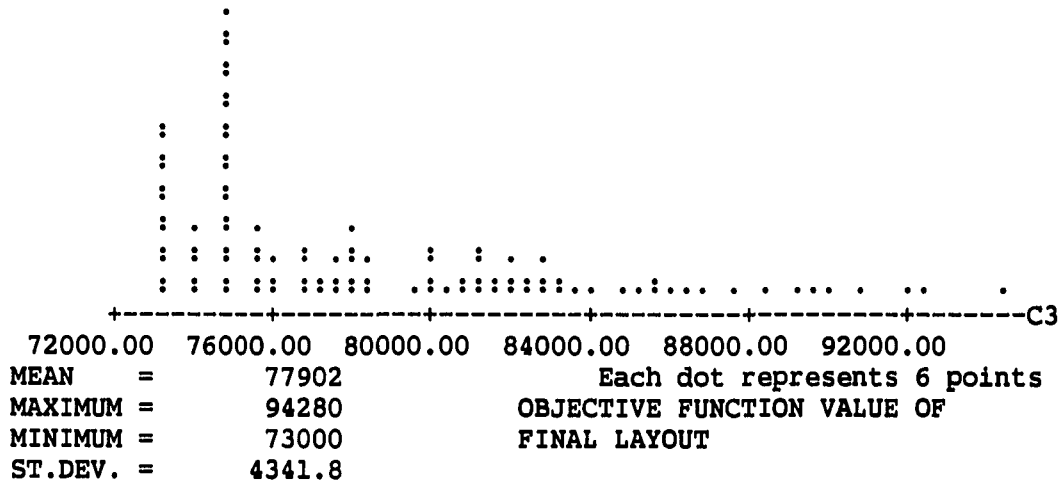 C3
72000.00 76000.00 80000.00 84000.00 88000.00 92000.00
MEAN = 77902 Each dot represents 6 points
MAXIMUM = 94280 OBJECTIVE FUNCTION VALUE OF
MINIMUM = 73000 FINAL LAYOUT
ST.DEV. = 4341.8